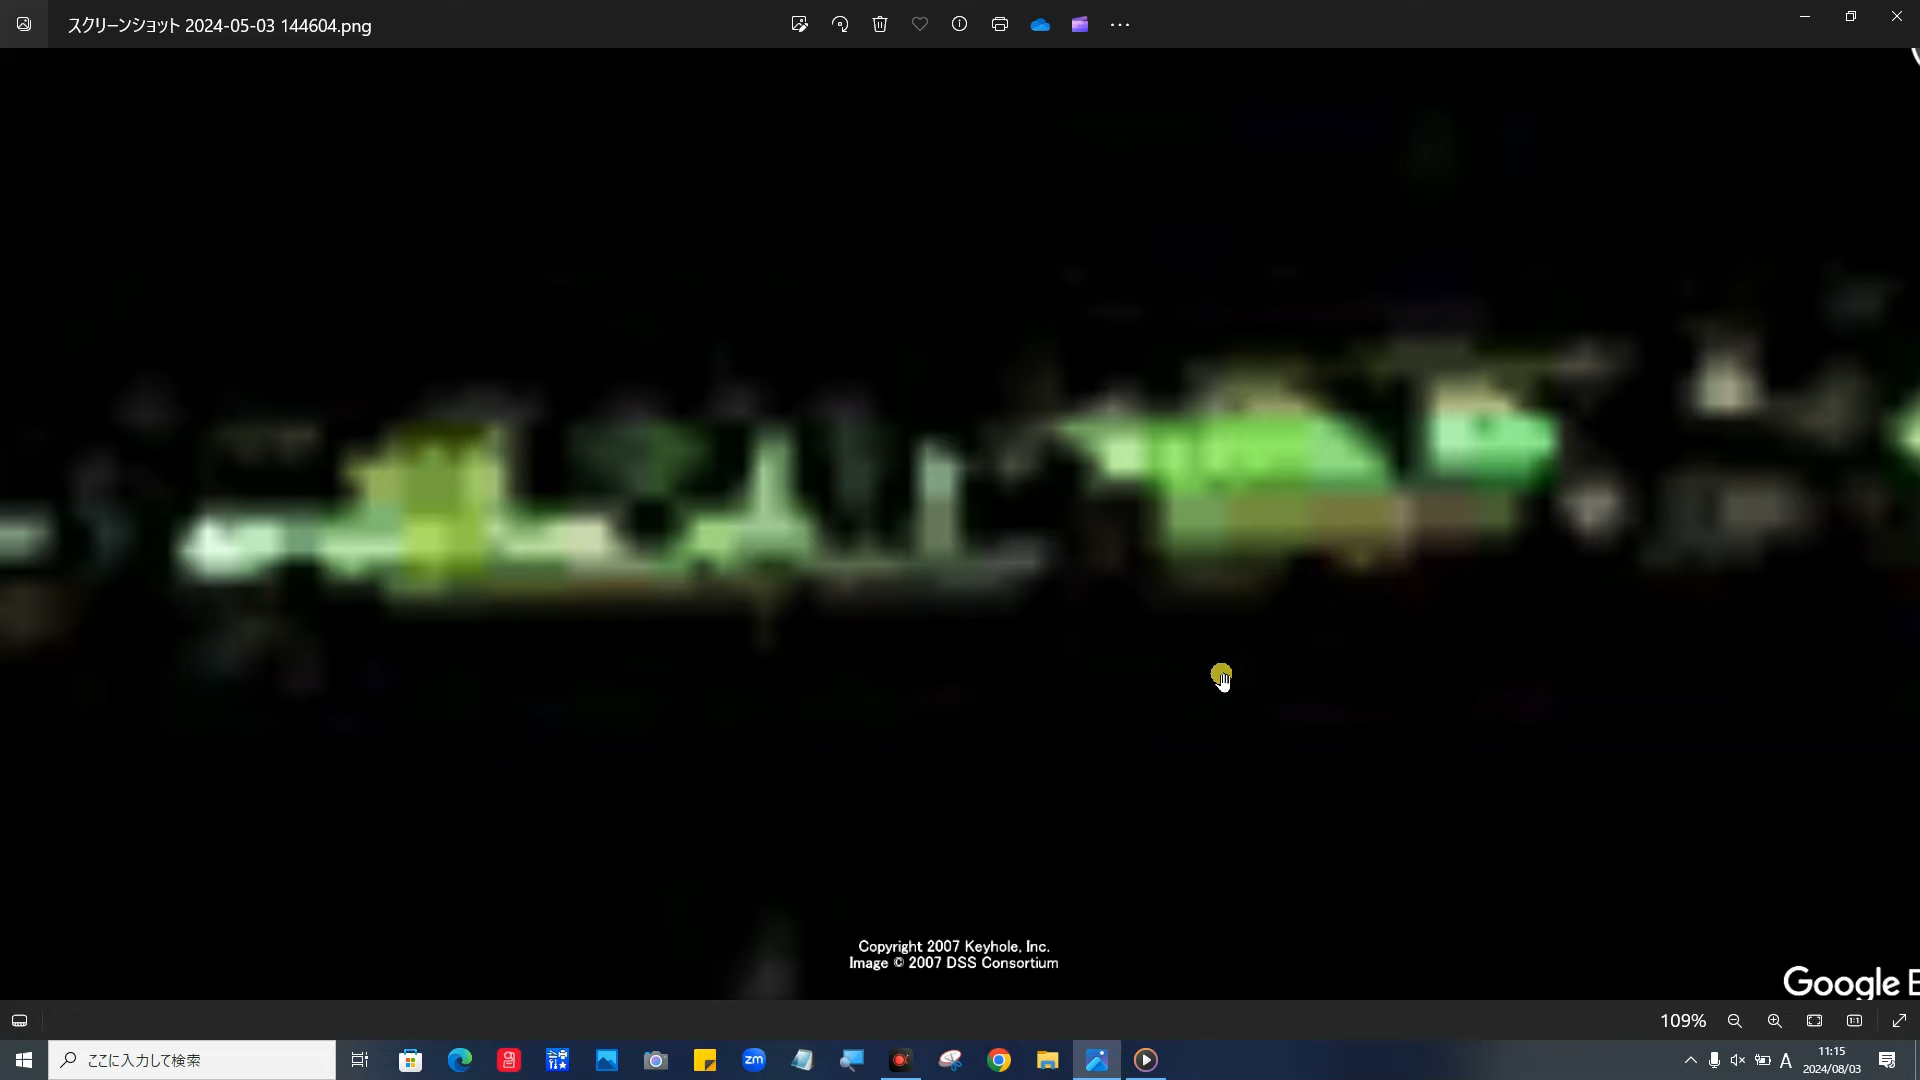 スクリーンショット 2024-05-03 144604.png
Copyright 2007 Keyhole, Inc.
Image © 2007 DSS Consortium
Google E
109%
ここに入力して検索
zm
A
11:15
2024/08/03